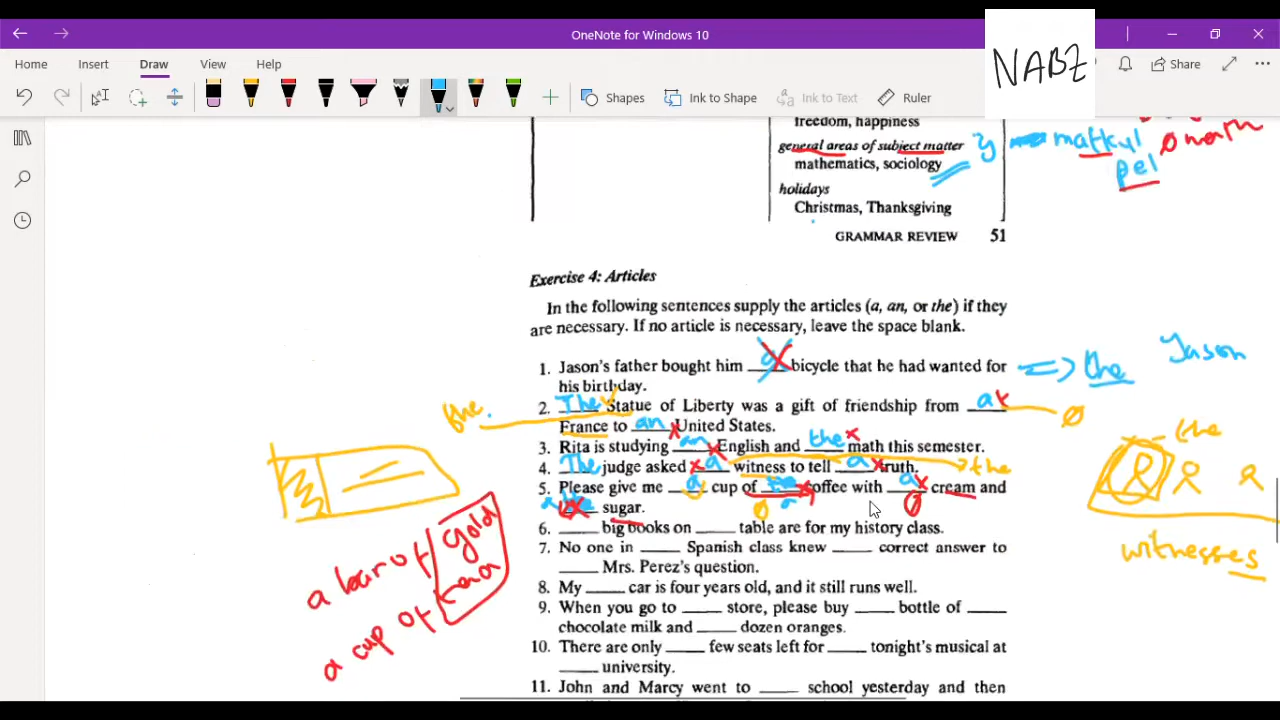 OneNote for Windows 10
NABZ
Home Insert Draw View Help
Share
Shapes Ink to Shape Ink to Text Ruler
freedom, happiness
general areas of subject matter
mathematics, sociology
holidays
Christmas, Thanksgiving
matkul
pel
Ø math
GRAMMAR REVIEW 51
Exercise 4: Articles
In the following sentences supply the articles (a, an, or the) if they
are necessary. If no article is necessary, leave the space blank.
1. Jason's father bought him a bicycle that he had wanted for
his birthday.
=> the
Jason
2. The Statue of Liberty was a gift of friendship from a
France to an United States.
the.
Ø
3. Rita is studying an English and the math this semester.
4. The judge asked a witness to tell a truth.
the
the
5. Please give me a cup of the coffee with a cream and
the sugar.
Ø a Ø
witnesses
6. ____ big books on ____ table are for my history class.
7. No one in ____ Spanish class knew ____ correct answer to
____ Mrs. Perez's question.
8. My ____ car is four years old, and it still runs well.
9. When you go to ____ store, please buy ____ bottle of ____
chocolate milk and ____ dozen oranges.
10. There are only ____ few seats left for ____ tonight's musical at
____ university.
11. John and Marcy went to ____ school yesterday and then
a bar of gold
a cup of tea